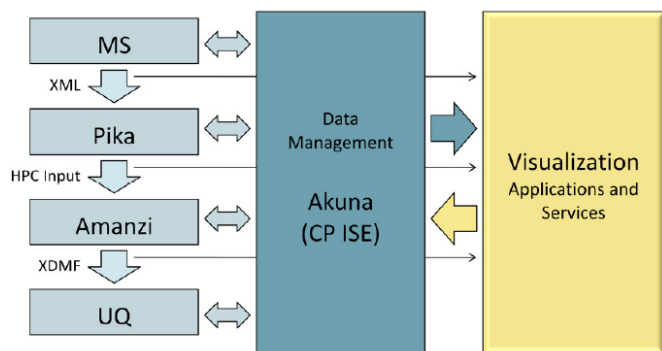 MS
XML
Pika
HPC Input
Amanzi
XDMF
UQ
Data
Management
Akuna
(CP ISE)
Visualization
Applications and
Services